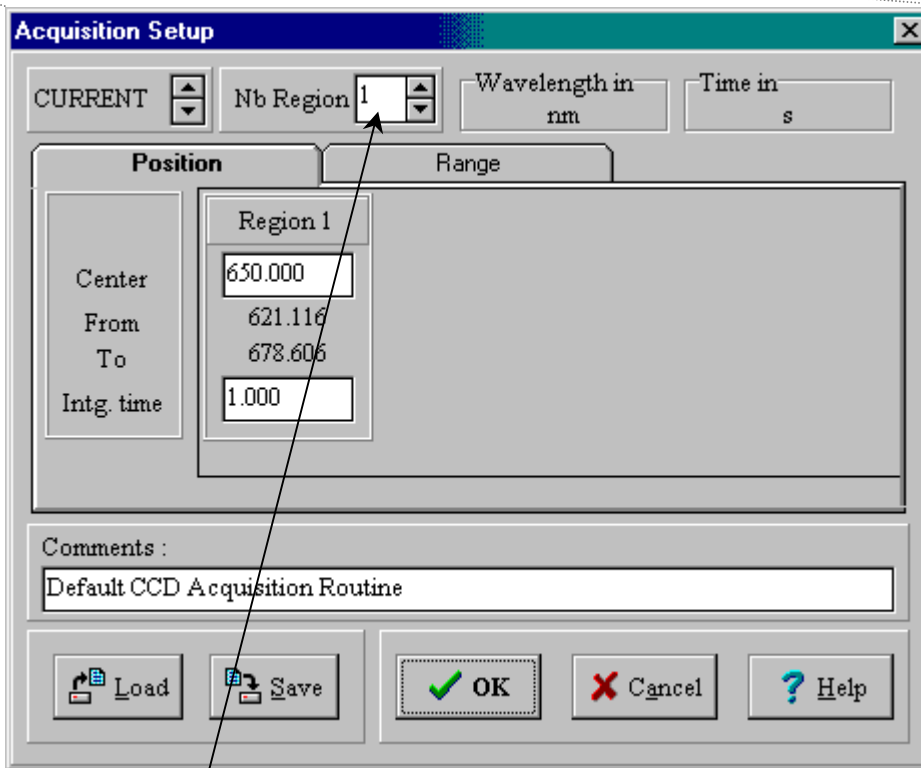 Acquisition Setup
CURRENT
Nb Region 1
Wavelength in
nm
Time in
s
Position
Range
Region 1
Center
650.000
From
621.116
To
678.606
Intg. time
1.000
Comments :
Default CCD Acquisition Routine
Load
Save
OK
Cancel
Help